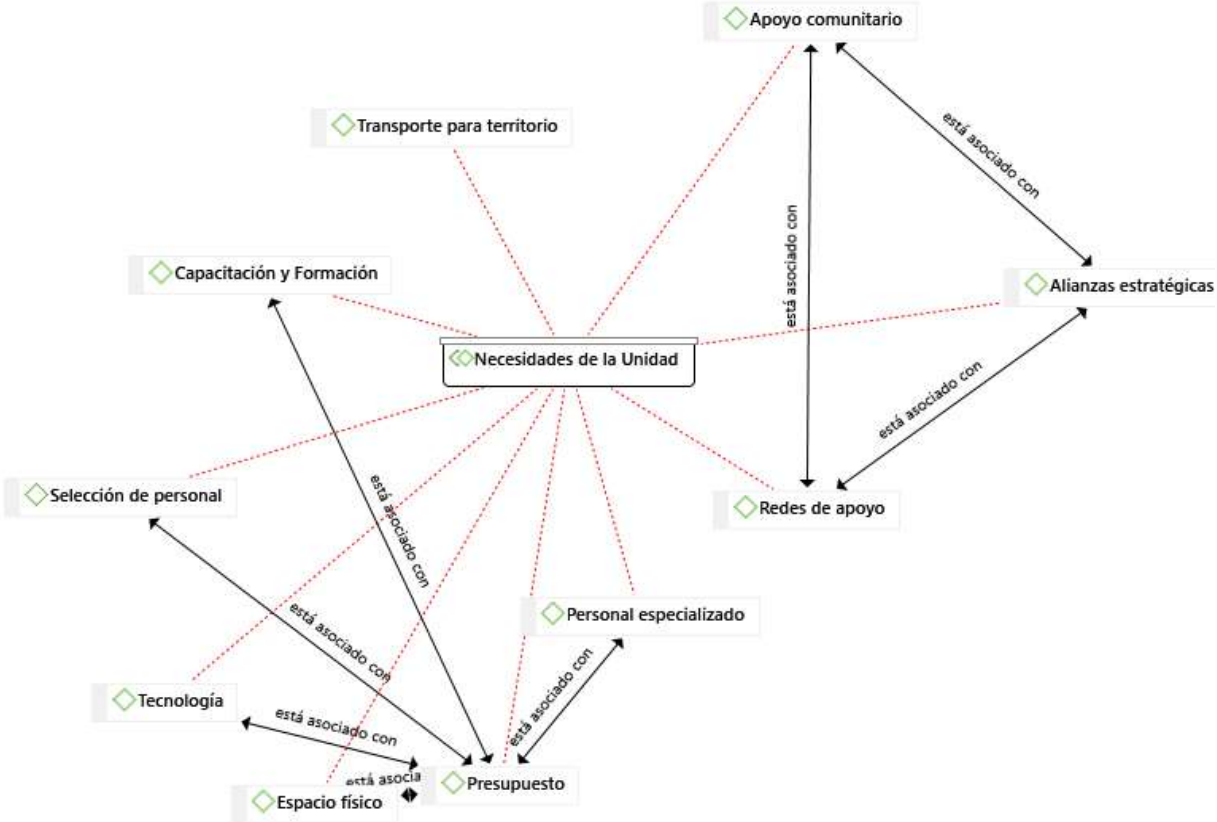 Apoyo comunitario
Transporte para territorio
está asociado con
está asociado con
Capacitación y Formación
Alianzas estratégicas
Necesidades de la Unidad
está asociado con
está asociado con
Selección de personal
Redes de apoyo
está asociado con
Personal especializado
está asociado con
Tecnología
está asociado con
está asocia
Presupuesto
Espacio físico